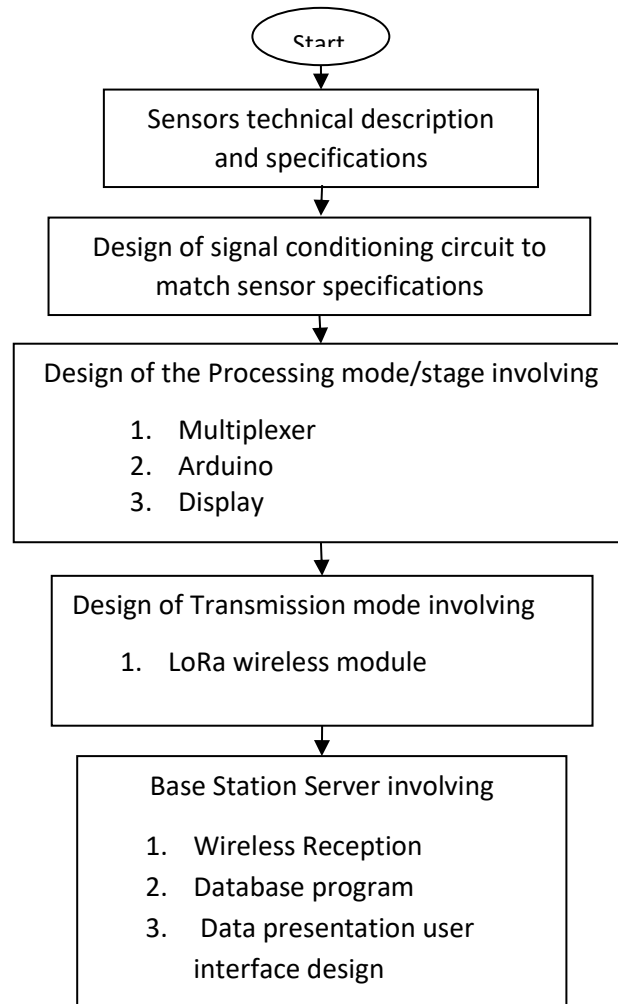 Start
Sensors technical description
and specifications
Design of signal conditioning circuit to
match sensor specifications
Design of the Processing mode/stage involving
1. Multiplexer
2. Arduino
3. Display
Design of Transmission mode involving
1. LoRa wireless module
Base Station Server involving
1. Wireless Reception
2. Database program
3. Data presentation user
interface design